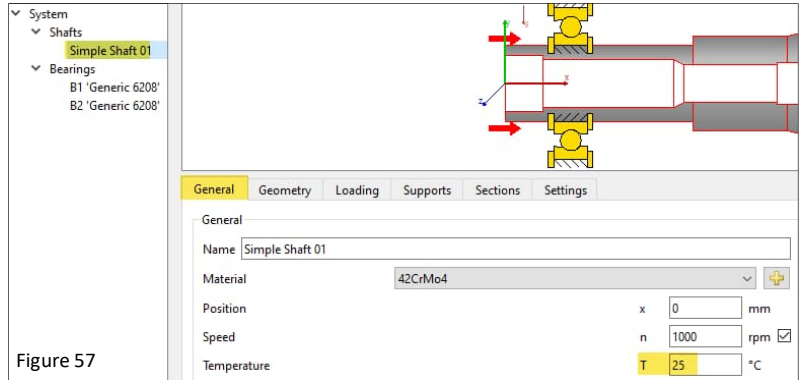 System
Shafts
Simple Shaft 01
Bearings
B1 'Generic 6208'
B2 'Generic 6208'
y
x
z
General Geometry Loading Supports Sections Settings
General
Name Simple Shaft 01
Material 42CrMo4
Position x 0 mm
Speed n 1000 rpm
Temperature T 25 °C
Figure 57